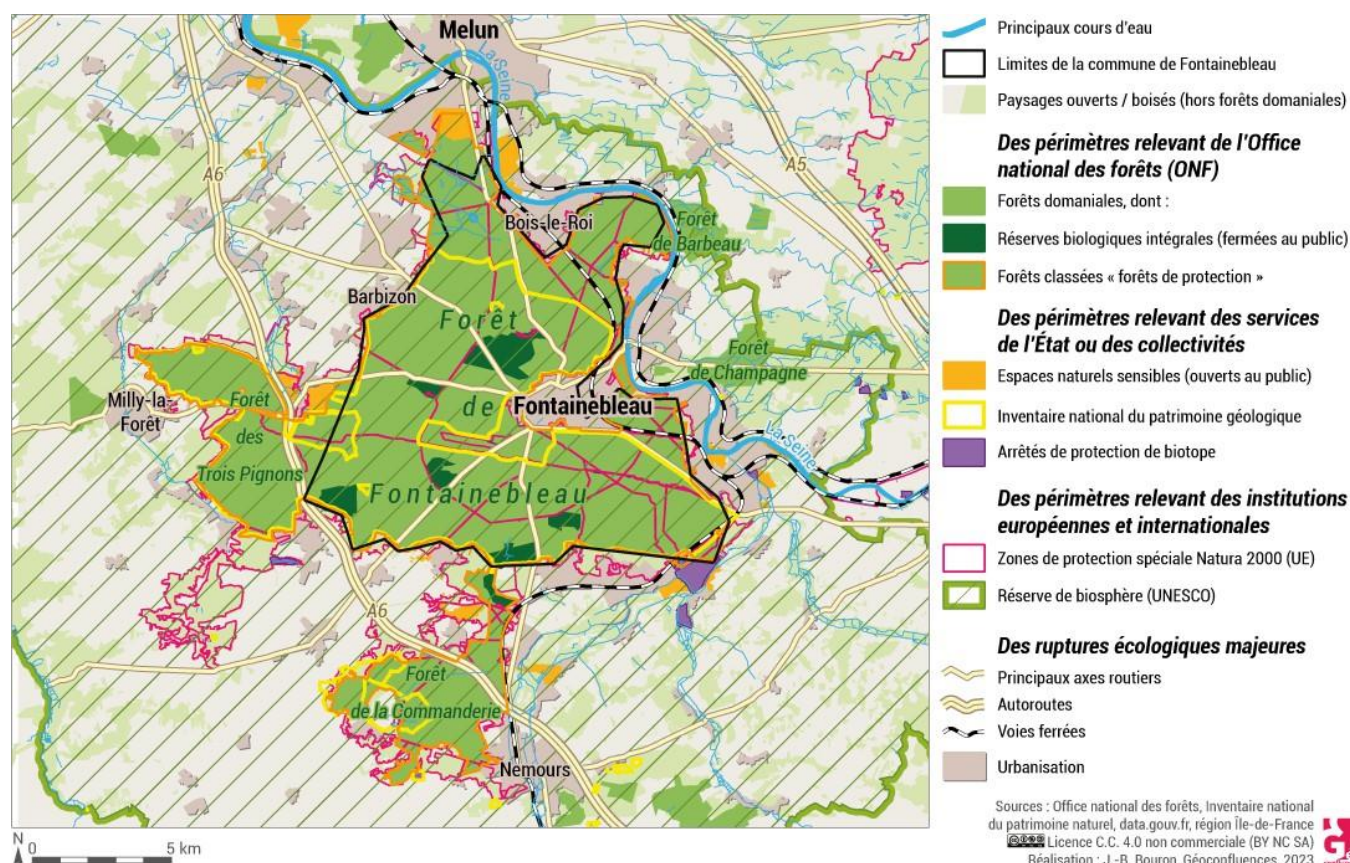 Melun
La Seine
A6
A5
Bois-le-Roi
Forêt
de Barbeau
Barbizon
Forêt
de
Fontainebleau
Fontainebleau
Forêt
de Champagne
Milly-la-
Forêt
Forêt
des
Trois Pignons
La Seine
A6
Forêt
de la Commanderie
Nemours
N
0
5 km
Principaux cours d'eau
Limites de la commune de Fontainebleau
Paysages ouverts / boisés (hors forêts domaniales)
Des périmètres relevant de l'Office
national des forêts (ONF)
Forêts domaniales, dont :
Réserves biologiques intégrales (fermées au public)
Forêts classées « forêts de protection »
Des périmètres relevant des services
de l'État ou des collectivités
Espaces naturels sensibles (ouverts au public)
Inventaire national du patrimoine géologique
Arrêtés de protection de biotope
Des périmètres relevant des institutions
européennes et internationales
Zones de protection spéciale Natura 2000 (UE)
Réserve de biosphère (UNESCO)
Des ruptures écologiques majeures
Principaux axes routiers
Autoroutes
Voies ferrées
Urbanisation
Sources : Office national des forêts, Inventaire national
du patrimoine naturel, data.gouv.fr, région Île-de-France
Licence C.C. 4.0 non commerciale (BY NC SA)
Réalisation : J.-B. Bouron, Géoconfluences, 2023
G